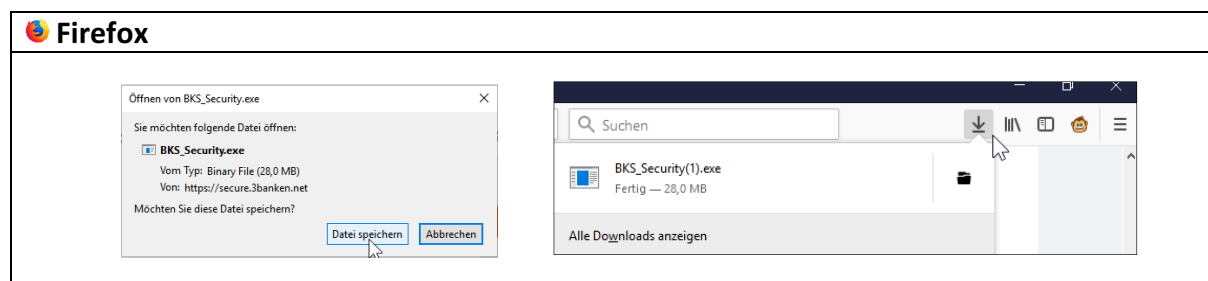 Firefox
Öffnen von BKS_Security.exe
Sie möchten folgende Datei öffnen:
BKS_Security.exe
Vom Typ: Binary File (28,0 MB)
Von: https://secure.3banken.net
Möchten Sie diese Datei speichern?
Datei speichern Abbrechen
Suchen
BKS_Security(1).exe
Fertig — 28,0 MB
Alle Downloads anzeigen